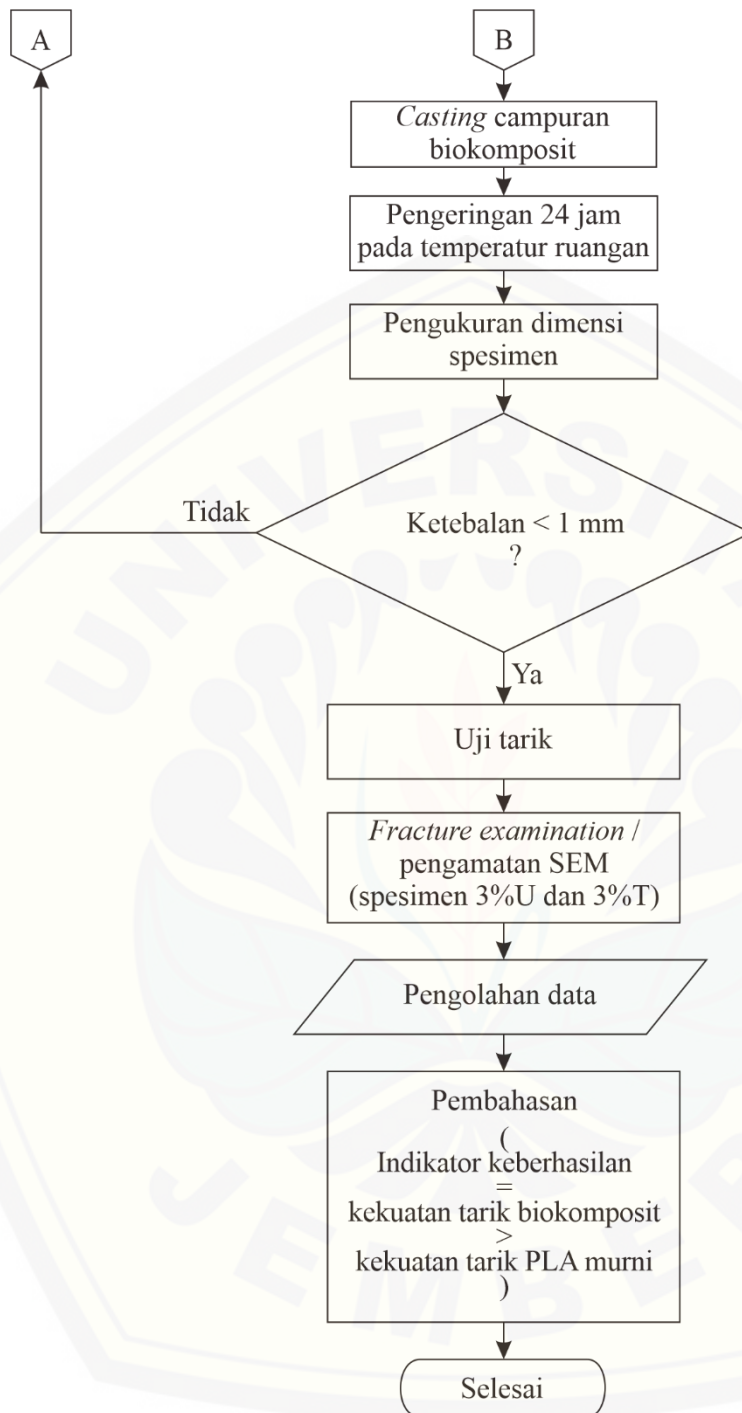 A
B
Casting campuran
biokomposit
Pengeringan 24 jam
pada temperatur ruangan
Pengukuran dimensi
spesimen
Tidak
Ketebalan < 1 mm
?
Ya
Uji tarik
Fracture examination /
pengamatan SEM
(spesimen 3%U dan 3%T)
Pengolahan data
Pembahasan
(
Indikator keberhasilan
=
kekuatan tarik biokomposit
>
kekuatan tarik PLA murni
)
Selesai
UNIVERSITA
JEMBE